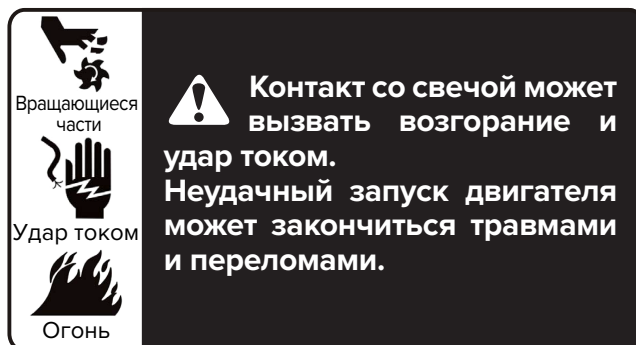 Вращающиеся
части
Удар током
Огонь
Контакт со свечой может
вызвать возгорание и
удар током.
Неудачный запуск двигателя
может закончиться травмами
и переломами.